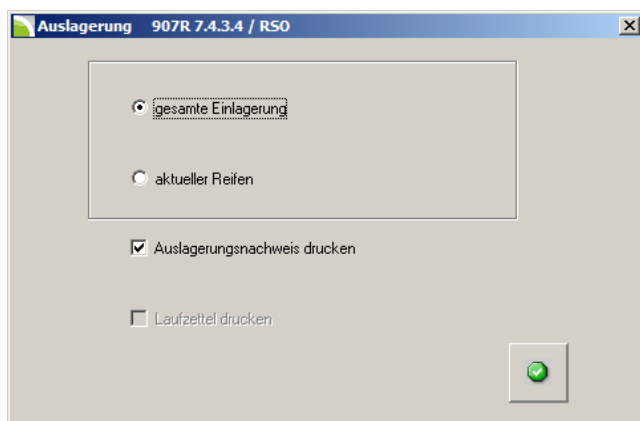 Auslagerung 907R 7.4.3.4 / RSO
gesamte Einlagerung
aktueller Reifen
Auslagerungsnachweis drucken
Laufzettel drucken